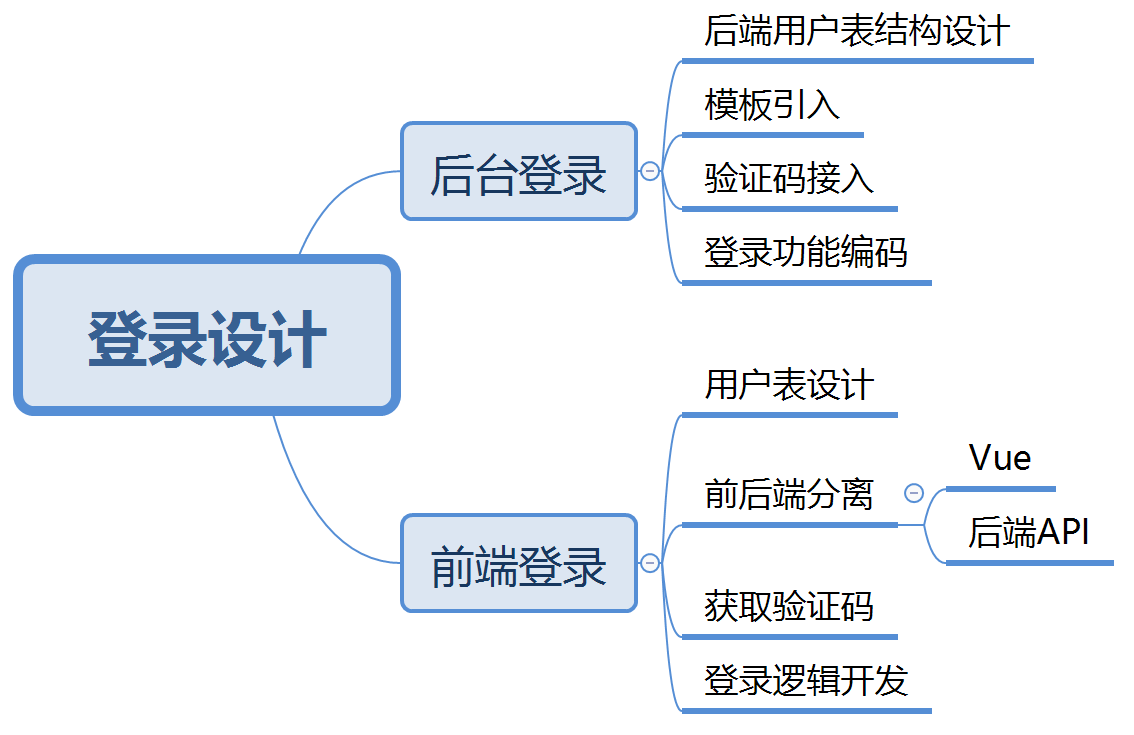 登录设计
后台登录
后端用户表结构设计
模板引入
验证码接入
登录功能编码
前端登录
用户表设计
前后端分离
Vue
后端API
获取验证码
登录逻辑开发